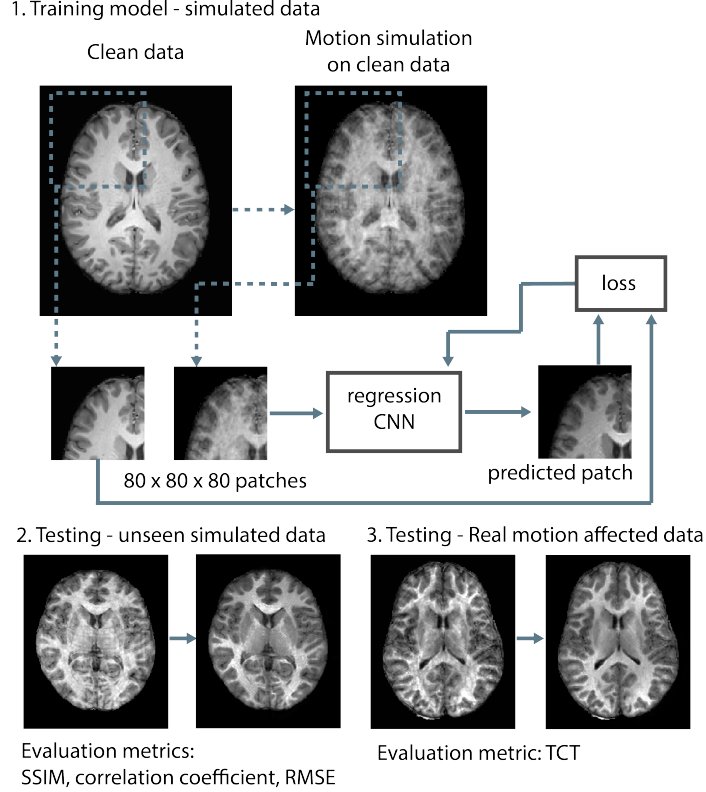 1. Training model - simulated data
Clean data
Motion simulation
on clean data
loss
regression
CNN
80 x 80 x 80 patches
predicted patch
2. Testing - unseen simulated data
3. Testing - Real motion affected data
Evaluation metrics:
SSIM, correlation coefficient, RMSE
Evaluation metric: TCT